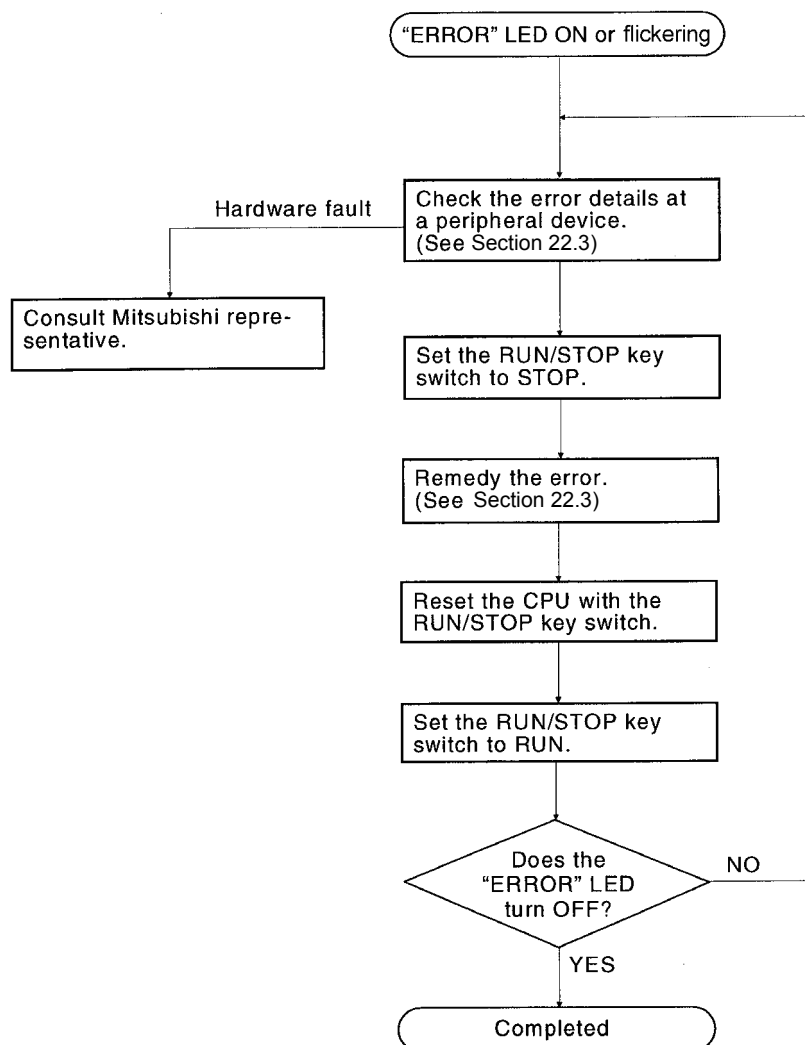 “ERROR” LED ON or flickering
Check the error details at
a peripheral device.
(See Section 22.3)
Hardware fault
Consult Mitsubishi repre-
sentative.
Set the RUN/STOP key
switch to STOP.
Remedy the error.
(See Section 22.3)
Reset the CPU with the
RUN/STOP key switch.
Set the RUN/STOP key
switch to RUN.
Does the
“ERROR” LED
turn OFF?
NO
YES
Completed